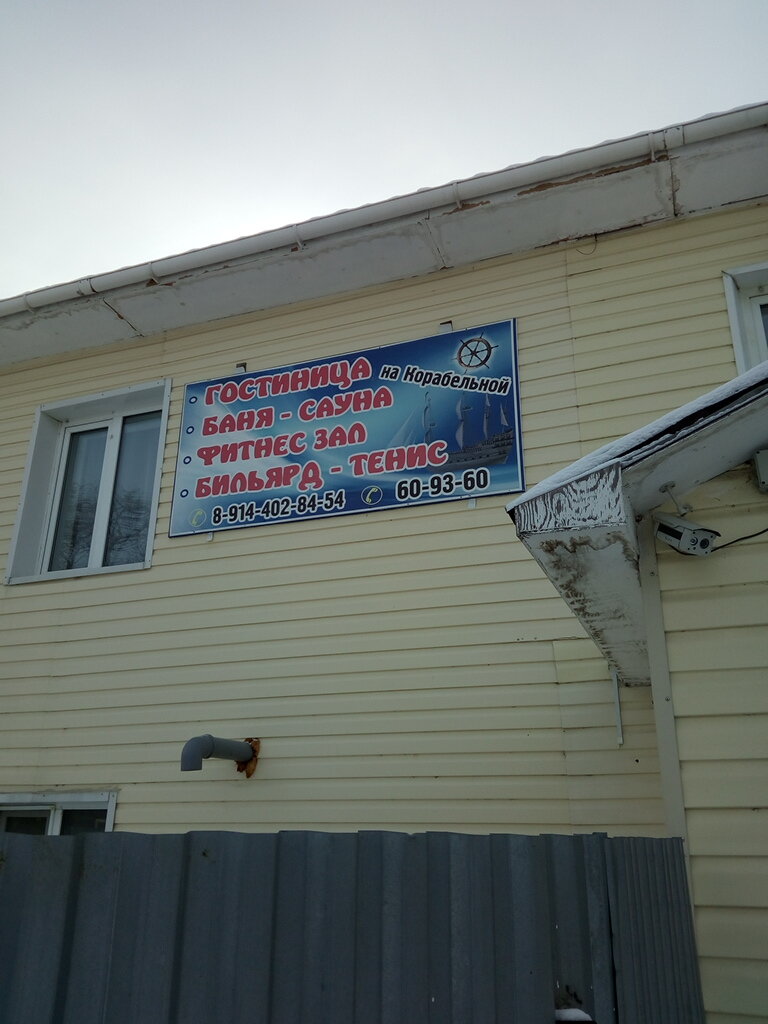 ГОСТИНИЦА на Корабельной
БАНЯ - САУНА
ФИТНЕС ЗАЛ
БИЛЬЯРД - ТЕНИС
8-914-402-84-54 60-93-60